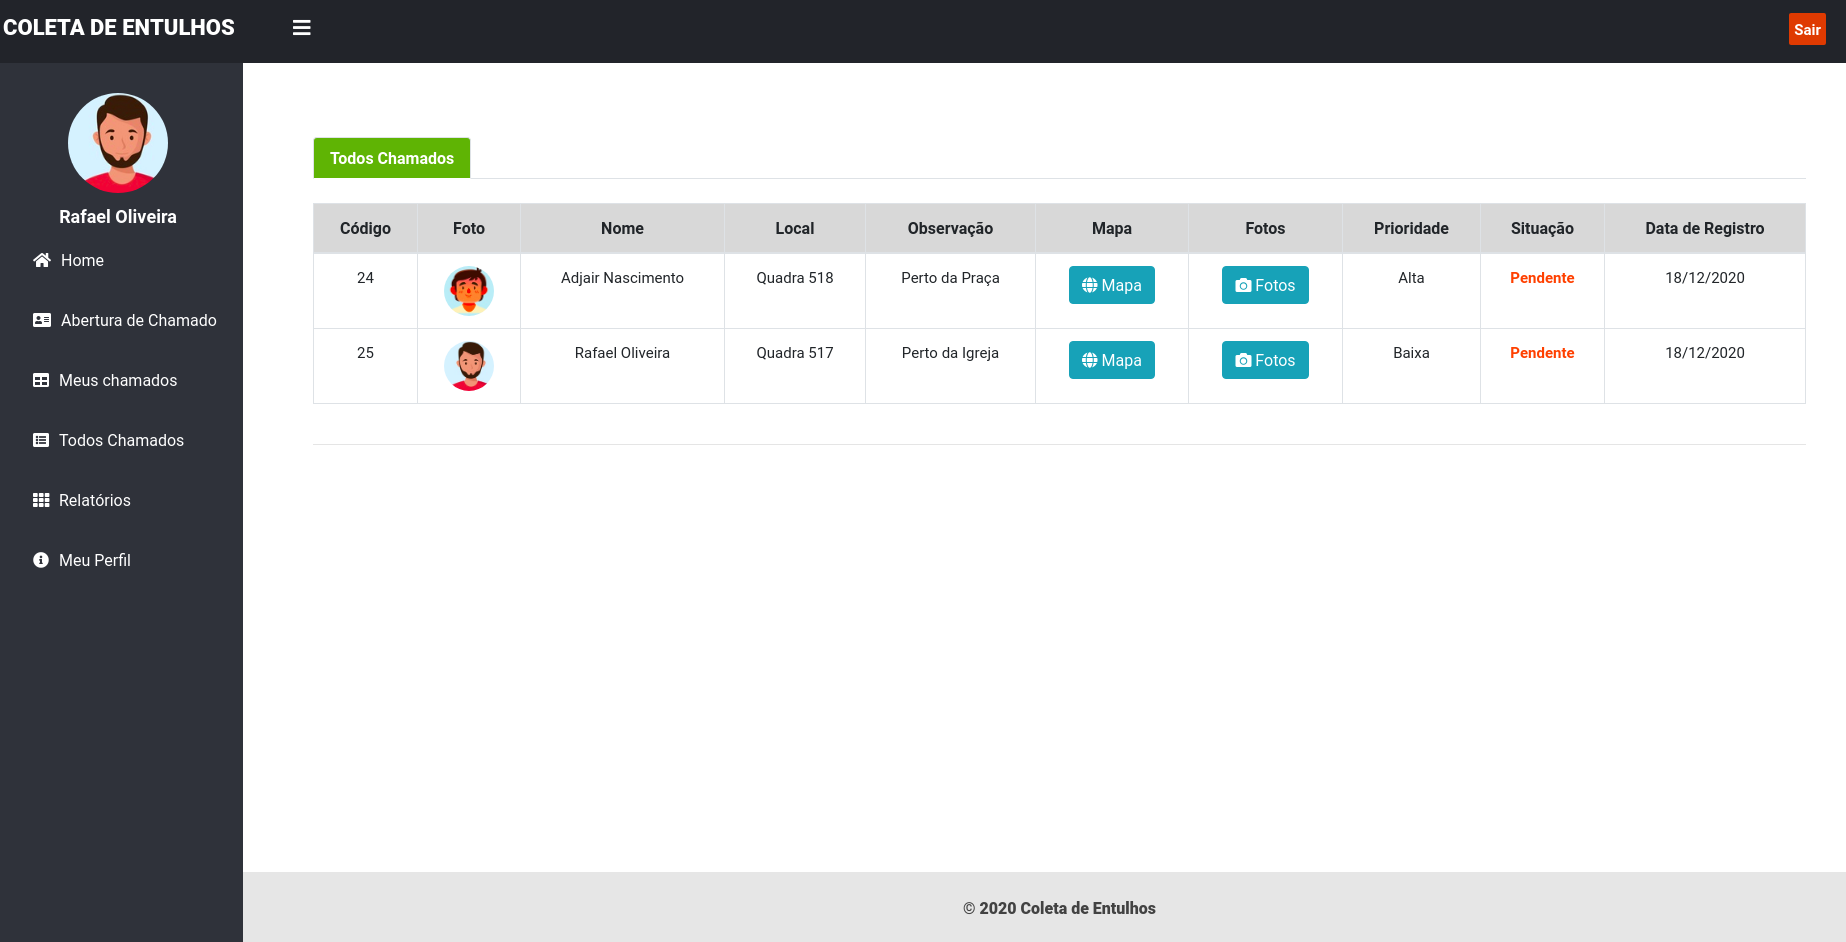 COLETA DE ENTULHOS
Sair
Rafael Oliveira
Home
Abertura de Chamado
Meus chamados
Todos Chamados
Relatórios
Meu Perfil
Todos Chamados
Código Foto Nome Local Observação Mapa Fotos Prioridade Situação Data de Registro
24 Adjair Nascimento Quadra 518 Perto da Praça Mapa Fotos Alta Pendente 18/12/2020
25 Rafael Oliveira Quadra 517 Perto da Igreja Mapa Fotos Baixa Pendente 18/12/2020
© 2020 Coleta de Entulhos